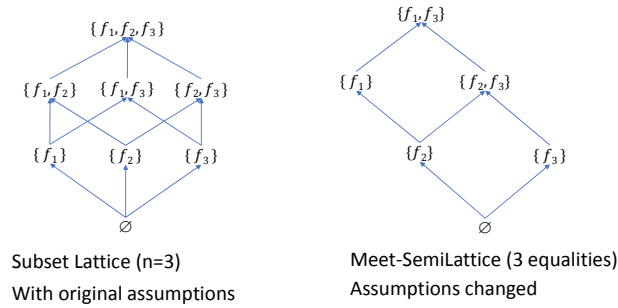 {f₁,f₂,f₃}
{f₁,f₂} {f₁,f₃} {f₂,f₃}
{f₁} {f₂} {f₃}
∅
Subset Lattice (n=3)
With original assumptions
{f₁,f₃}
{f₁} {f₂,f₃}
{f₂} {f₃}
∅
Meet-SemiLattice (3 equalities)
Assumptions changed